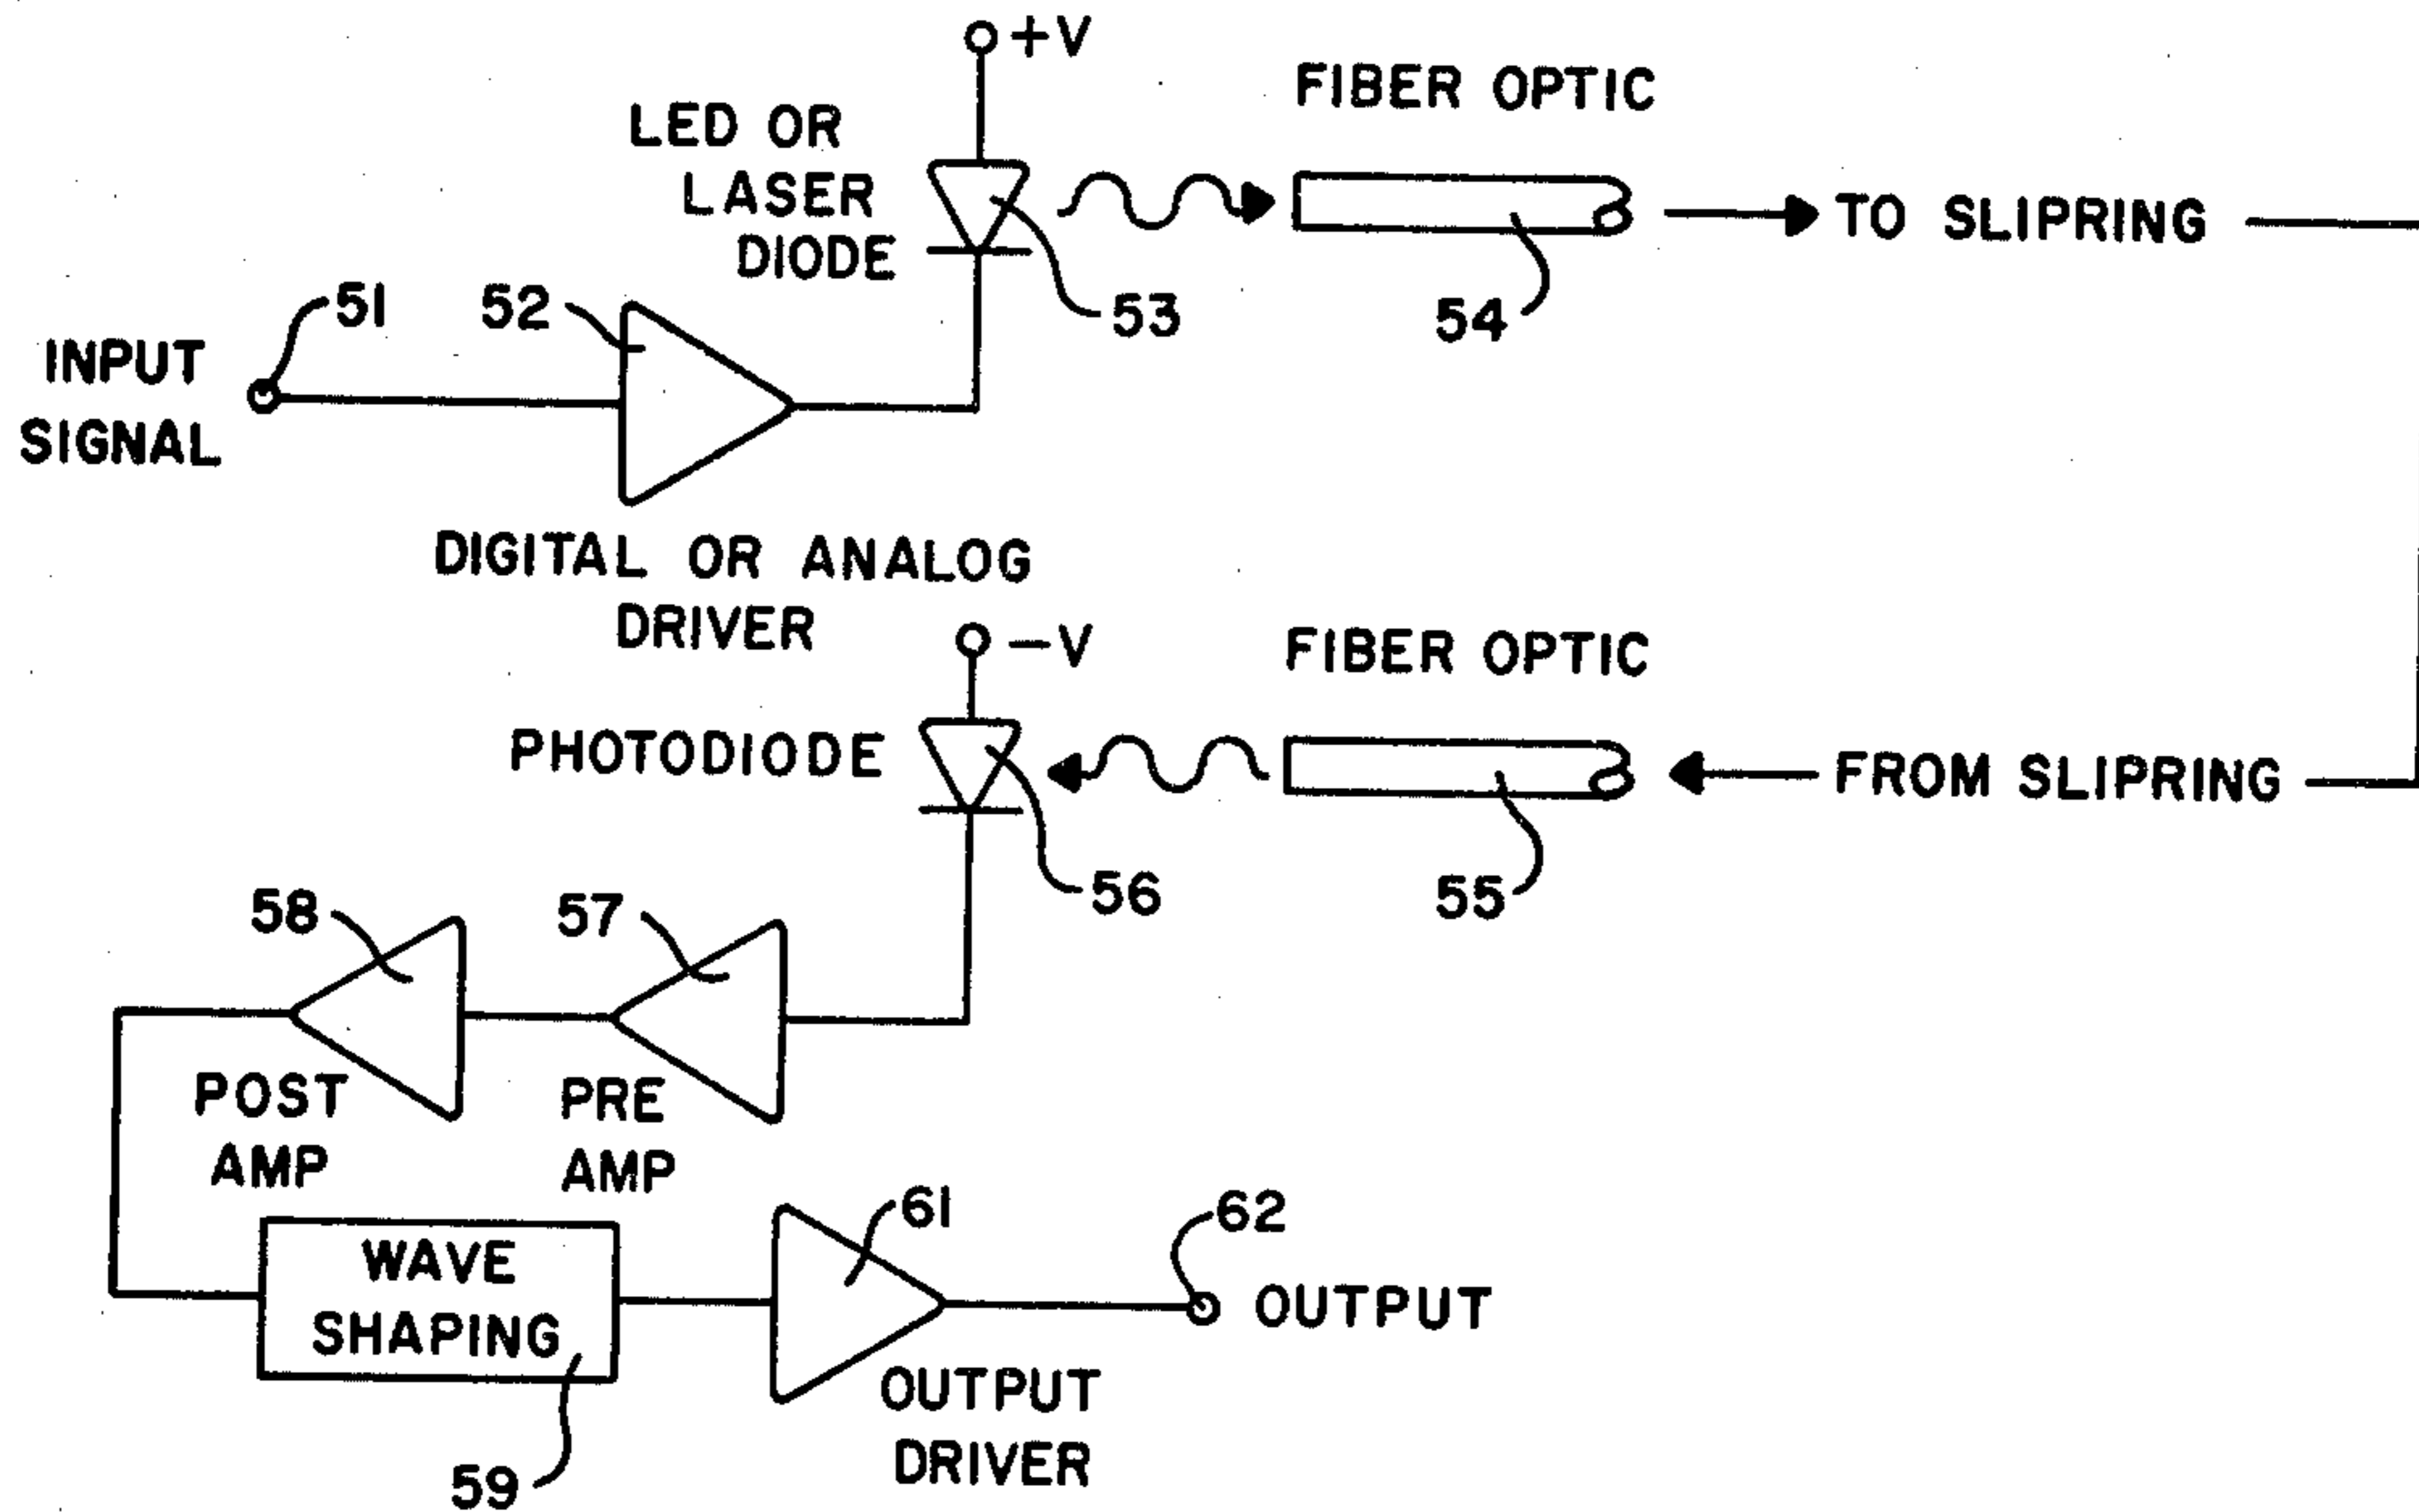 +V
FIBER OPTIC
LED OR
LASER
DIODE
TO SLIPRING
51
52
53
54
INPUT
SIGNAL
DIGITAL OR ANALOG
DRIVER
-V
FIBER OPTIC
PHOTODIODE
FROM SLIPRING
56
55
58
57
POST
AMP
PRE
AMP
61
62
WAVE
SHAPING
OUTPUT
OUTPUT
DRIVER
59